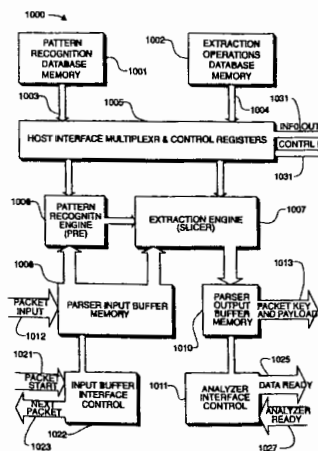 1000
PATTERN
RECOGNITION
DATABASE
MEMORY
1001
1002
EXTRACTION
OPERATIONS
DATABASE
MEMORY
1003
1004
1005
1031
INFO OUT
HOST INTERFACE MULTIPLEXR & CONTROL REGISTERS
CONTRL
1031
1006
PATTERN
RECOGNITN
ENGINE
(PRE)
EXTRACTION ENGINE
(SLICER)
1007
1008
PACKET
INPUT
1012
PARSER INPUT BUFFER
MEMORY
PARSER
OUTPUT
BUFFER
MEMORY
1010
1013
PACKET KEY
AND PAYLOAD
1021
PACKET
START
NEXT
PACKET
1023
INPUT BUFFER
INTERFACE
CONTROL
1022
1011
ANALYZER
INTERFACE
CONTROL
1025
DATA READY
ANALYZER
READY
1027